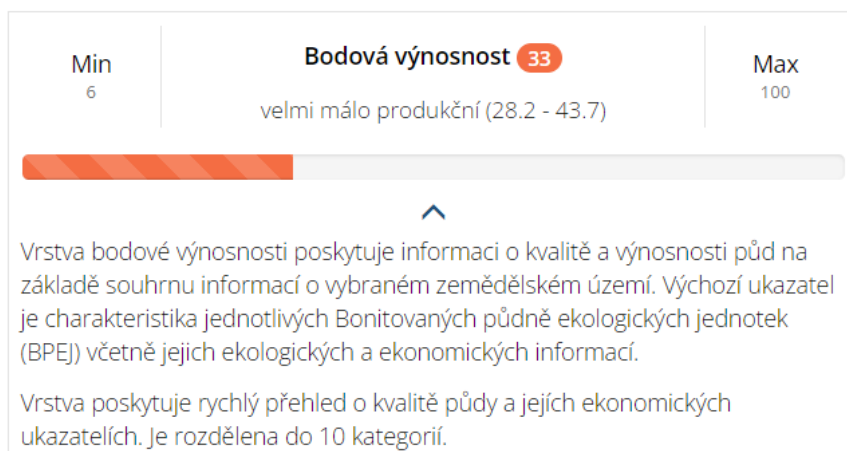 Min
6
Bodová výnosnost 33
velmi málo produkční (28.2 - 43.7)
Max
100
Vrstva bodové výnosnosti poskytuje informaci o kvalitě a výnosnosti půd na
základě souhrnu informací o vybraném zemědělském území. Výchozí ukazatel
je charakteristika jednotlivých Bonitovaných půdně ekologických jednotek
(BPEJ) včetně jejich ekologických a ekonomických informací.
Vrstva poskytuje rychlý přehled o kvalitě půdy a jejích ekonomických
ukazatelích. Je rozdělena do 10 kategorií.